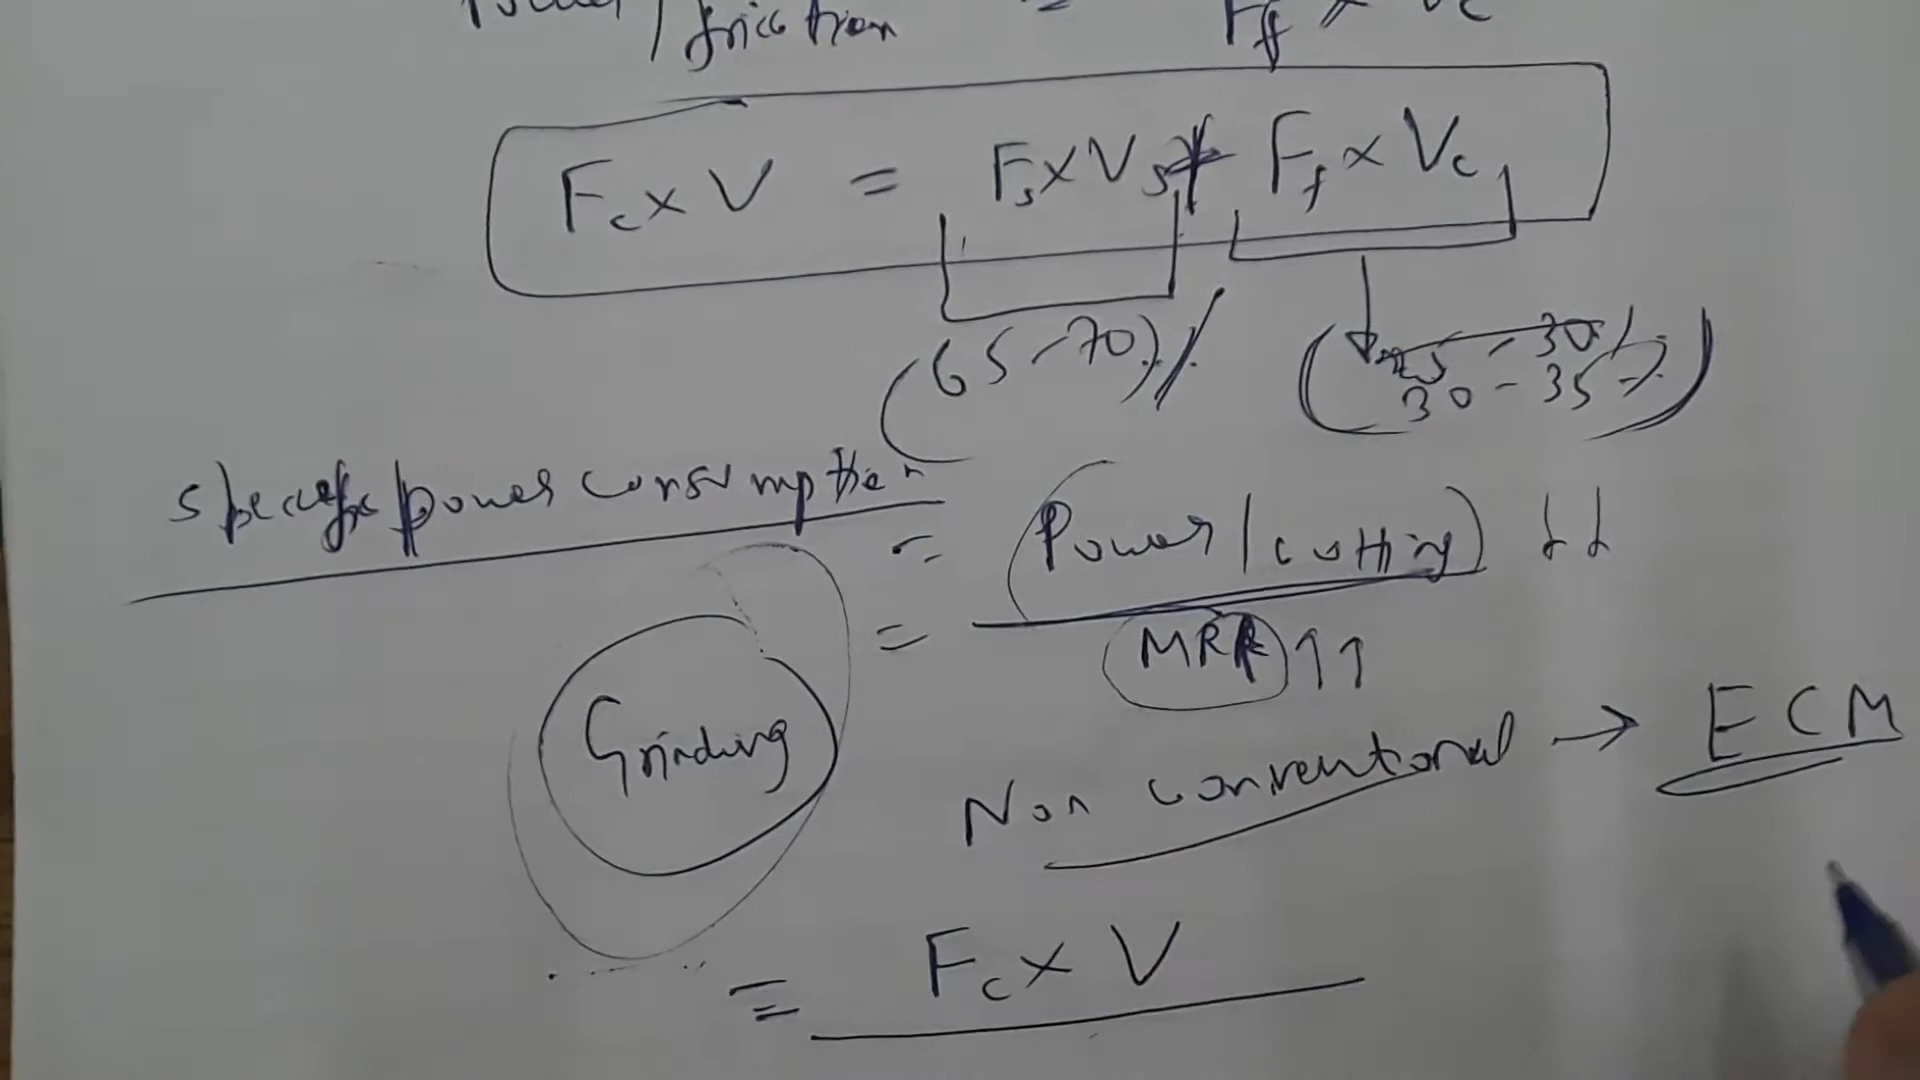 friction = Ff × Vc
Fc × V = Fs × Vs + Ff × Vc
(65-70)% (30-35%)
specific power consumption = Power/cutting ↓↓
= MRR ↑↑
Grinding
Non conventional → ECM
= Fc × V